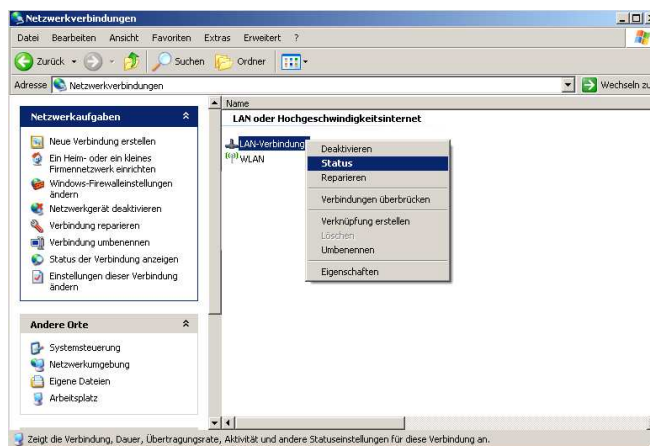 Netzwerkverbindungen
Datei Bearbeiten Ansicht Favoriten Extras Erweitert ?
Zurück Suchen Ordner
Adresse Netzwerkverbindungen Wechseln zu
Netzwerkaufgaben
Neue Verbindung erstellen
Ein Heim- oder ein kleines
Firmennetzwerk einrichten
Windows-Firewalleinstellungen
ändern
Netzwerkgerät deaktivieren
Verbindung reparieren
Verbindung umbenennen
Status der Verbindung anzeigen
Einstellungen dieser Verbindung
ändern
Andere Orte
Systemsteuerung
Netzwerkumgebung
Eigene Dateien
Arbeitsplatz
Name
LAN oder Hochgeschwindigkeitsinternet
LAN-Verbindung
WLAN
Deaktivieren
Status
Reparieren
Verbindungen überbrücken
Verknüpfung erstellen
Löschen
Umbenennen
Eigenschaften
Zeigt die Verbindung, Dauer, Übertragungsrate, Aktivität und andere Statuseinstellungen für diese Verbindung an.